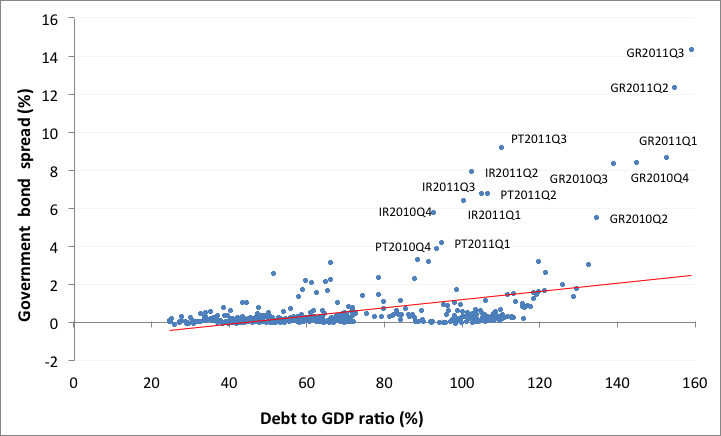 16
14
12
10
8
6
4
2
0
-2
Government bond spread (%)
GR2011Q3
GR2011Q2
PT2011Q3
GR2011Q1
IR2011Q2
GR2010Q3
GR2010Q4
IR2011Q3
PT2011Q2
IR2010Q4
IR2011Q1
GR2010Q2
PT2010Q4
PT2011Q1
0 20 40 60 80 100 120 140 160
Debt to GDP ratio (%)